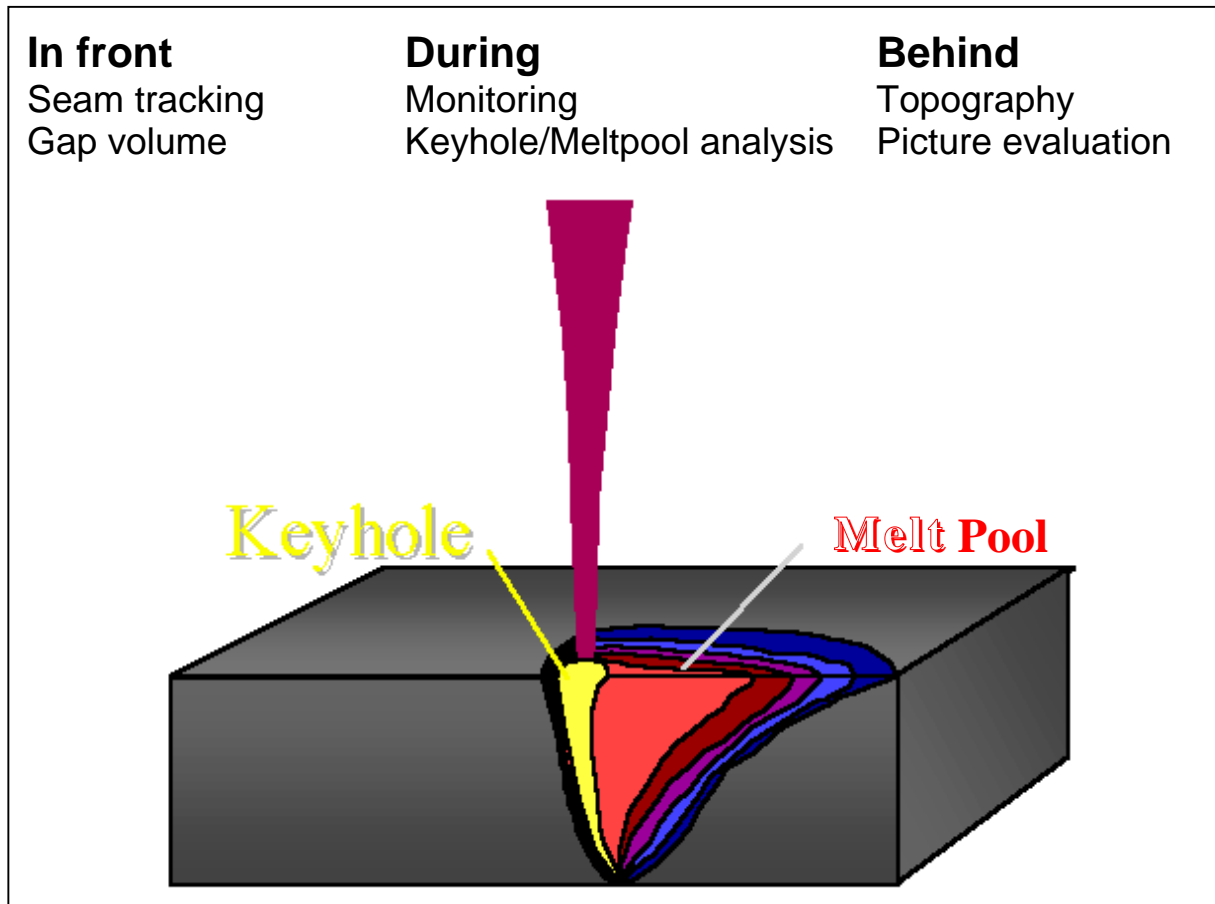 In front
Seam tracking
Gap volume
During
Monitoring
Keyhole/Meltpool analysis
Behind
Topography
Picture evaluation
Keyhole
Melt Pool